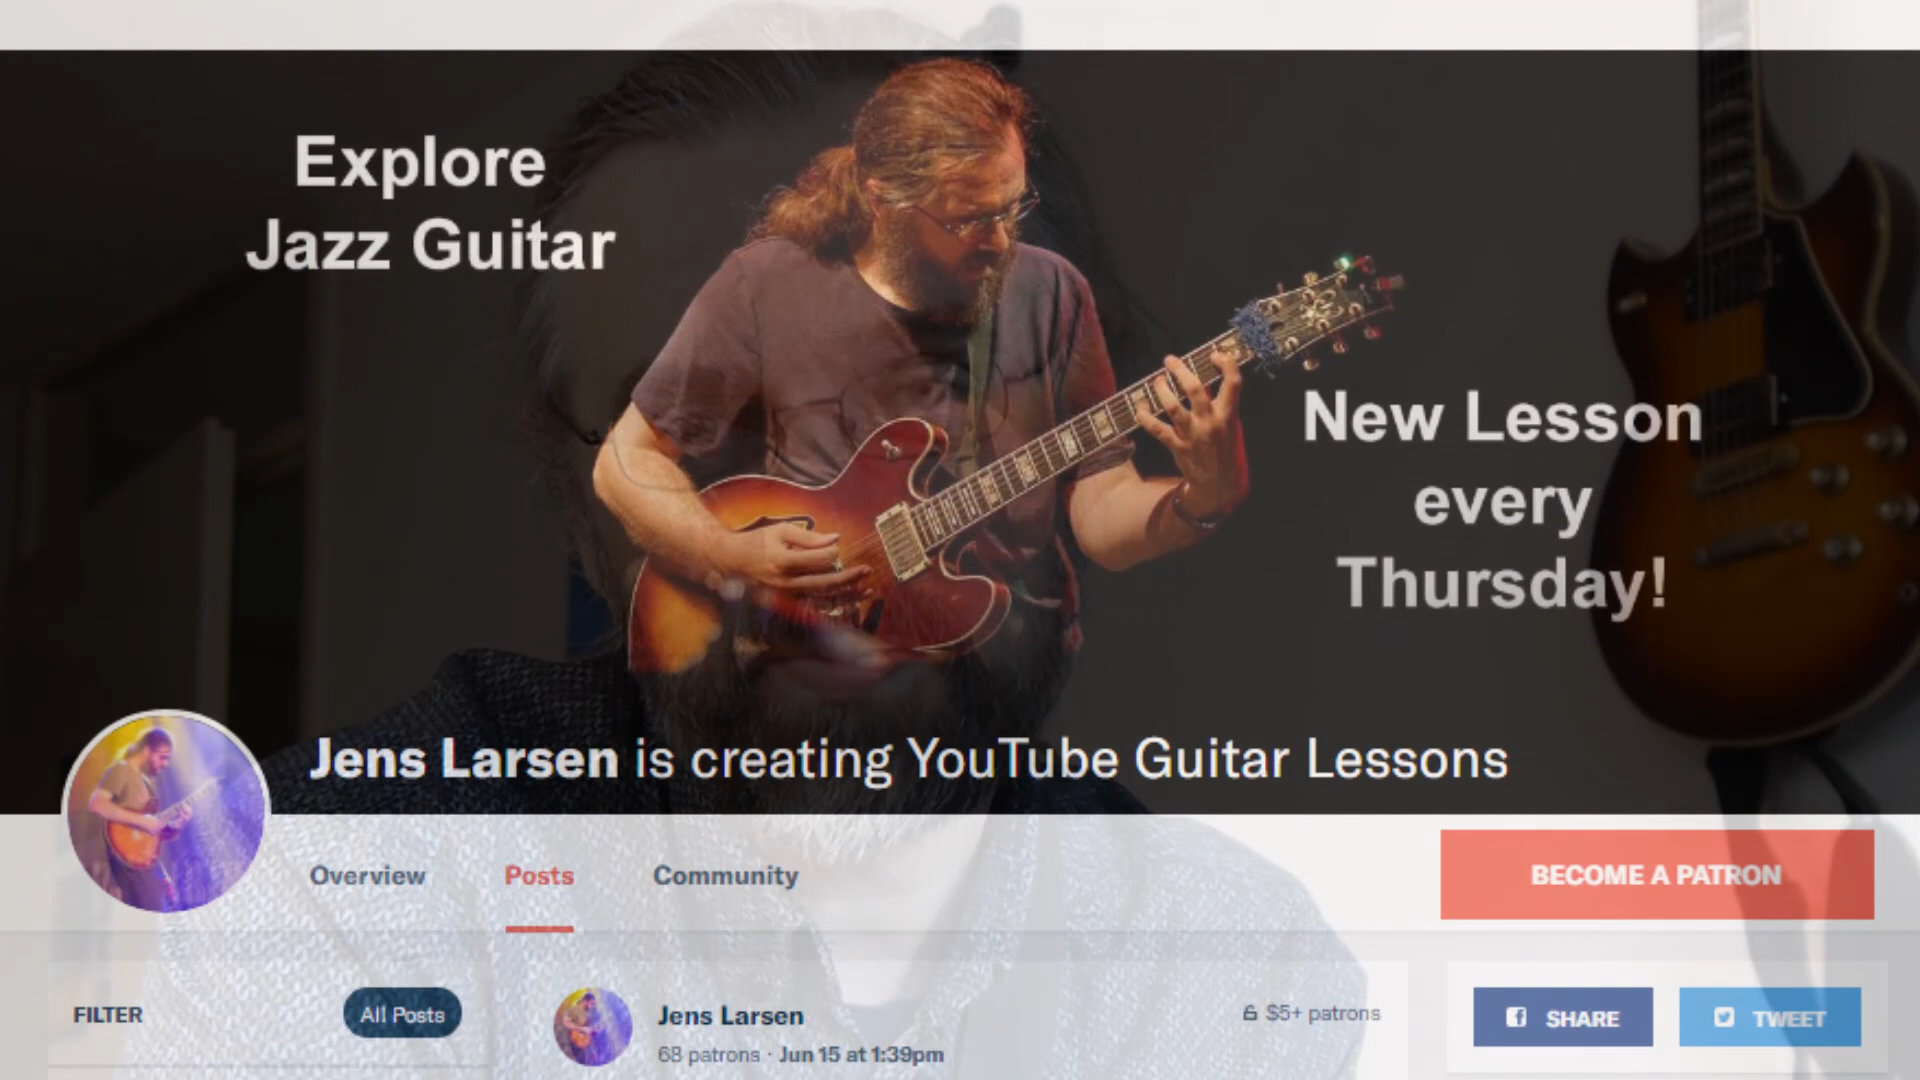 Explore
Jazz Guitar
New Lesson
every
Thursday!
Jens Larsen is creating YouTube Guitar Lessons
Overview Posts Community
BECOME A PATRON
FILTER All Posts
Jens Larsen
$5+ patrons
68 patrons · Jun 15 at 1:39pm
SHARE TWEET